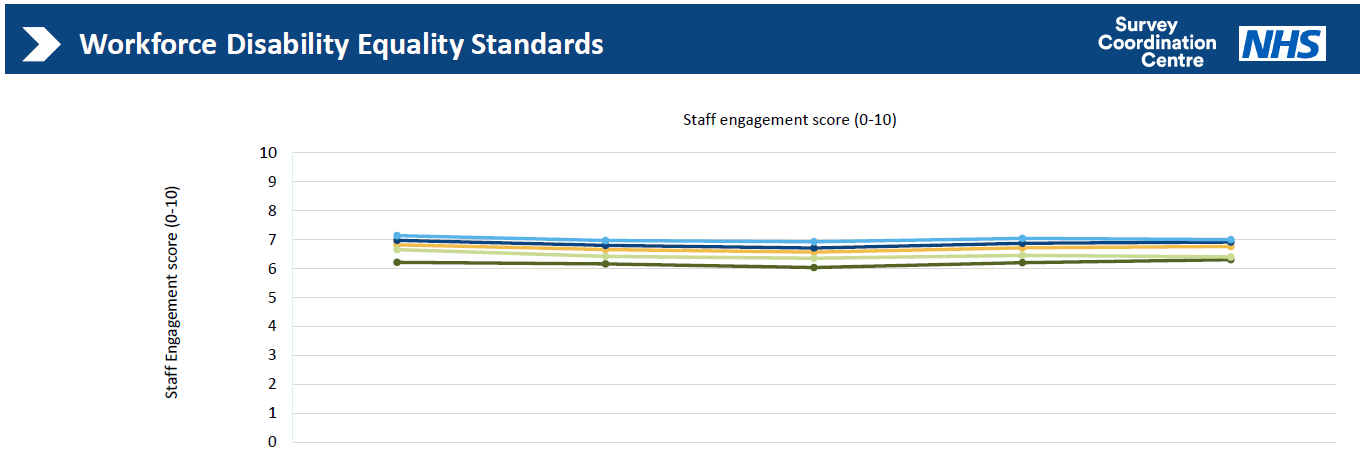 Workforce Disability Equality Standards
Survey
Coordination
Centre
NHS
Staff engagement score (0-10)
Staff Engagement score (0-10)
10
9
8
7
6
5
4
3
2
1
0